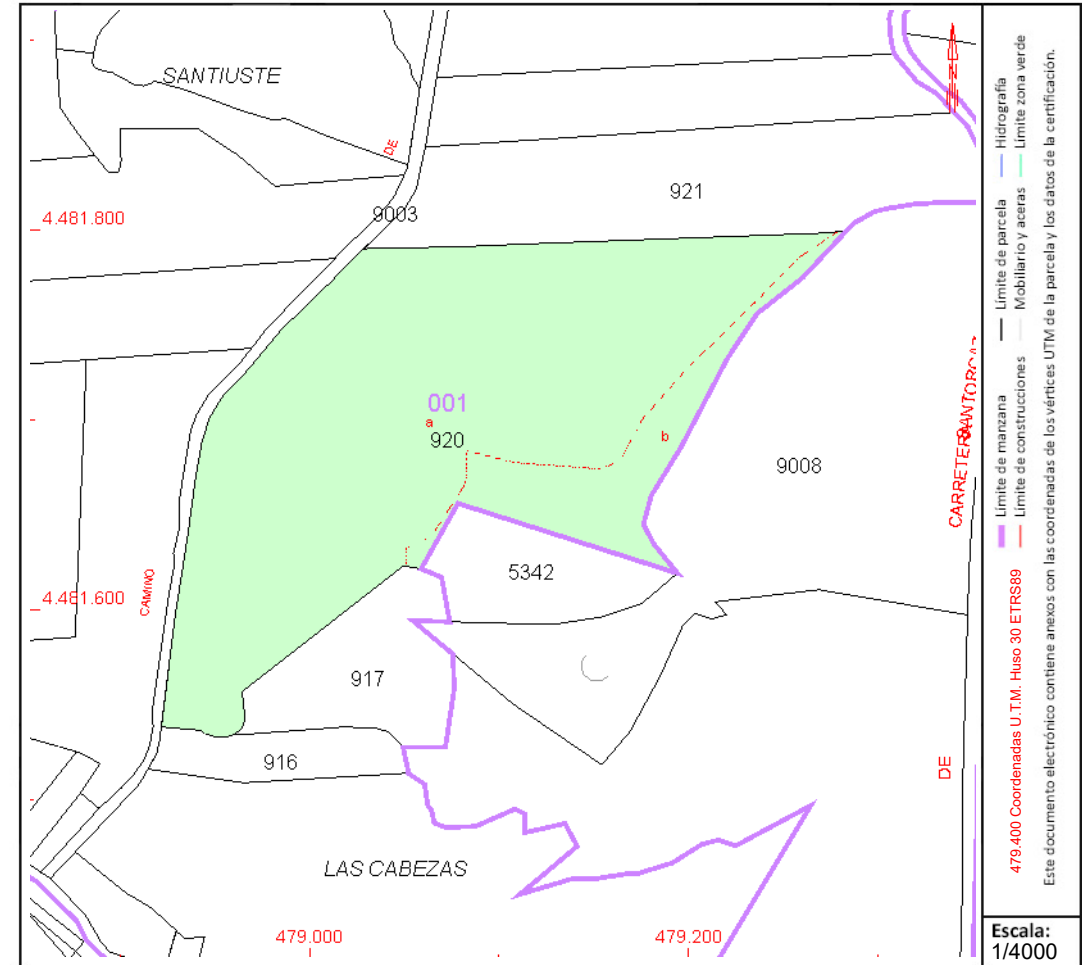 SANTIUSTE
DE
921
9003
4.481.800
001
a
920
b
9008
5342
4.481.600
CAMINO
917
916
LAS CABEZAS
479.000
479.200
CARRETERA
DE
Hidrografía
Límite zona verde
Límite de parcela
Mobiliario y aceras
Límite de manzana
Límite de construcciones
479.400 Coordenadas U.T.M. Huso 30 ETRS89
Este documento electrónico contiene anexos con las coordenadas de los vértices UTM de la parcela y los datos de la certificación.
Escala:
1/4000